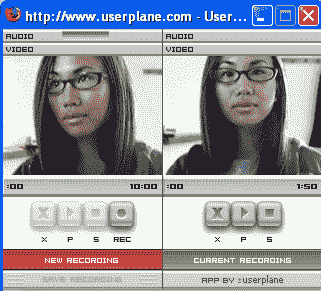 http://www.userplane.com - User...
AUDIO
VIDEO
:00 10:00
X P S REC
NEW RECORDING
SAVE RECORDING
AUDIO
VIDEO
:00 1:50
X P S
CURRENT RECORDING
APP BY :userplane